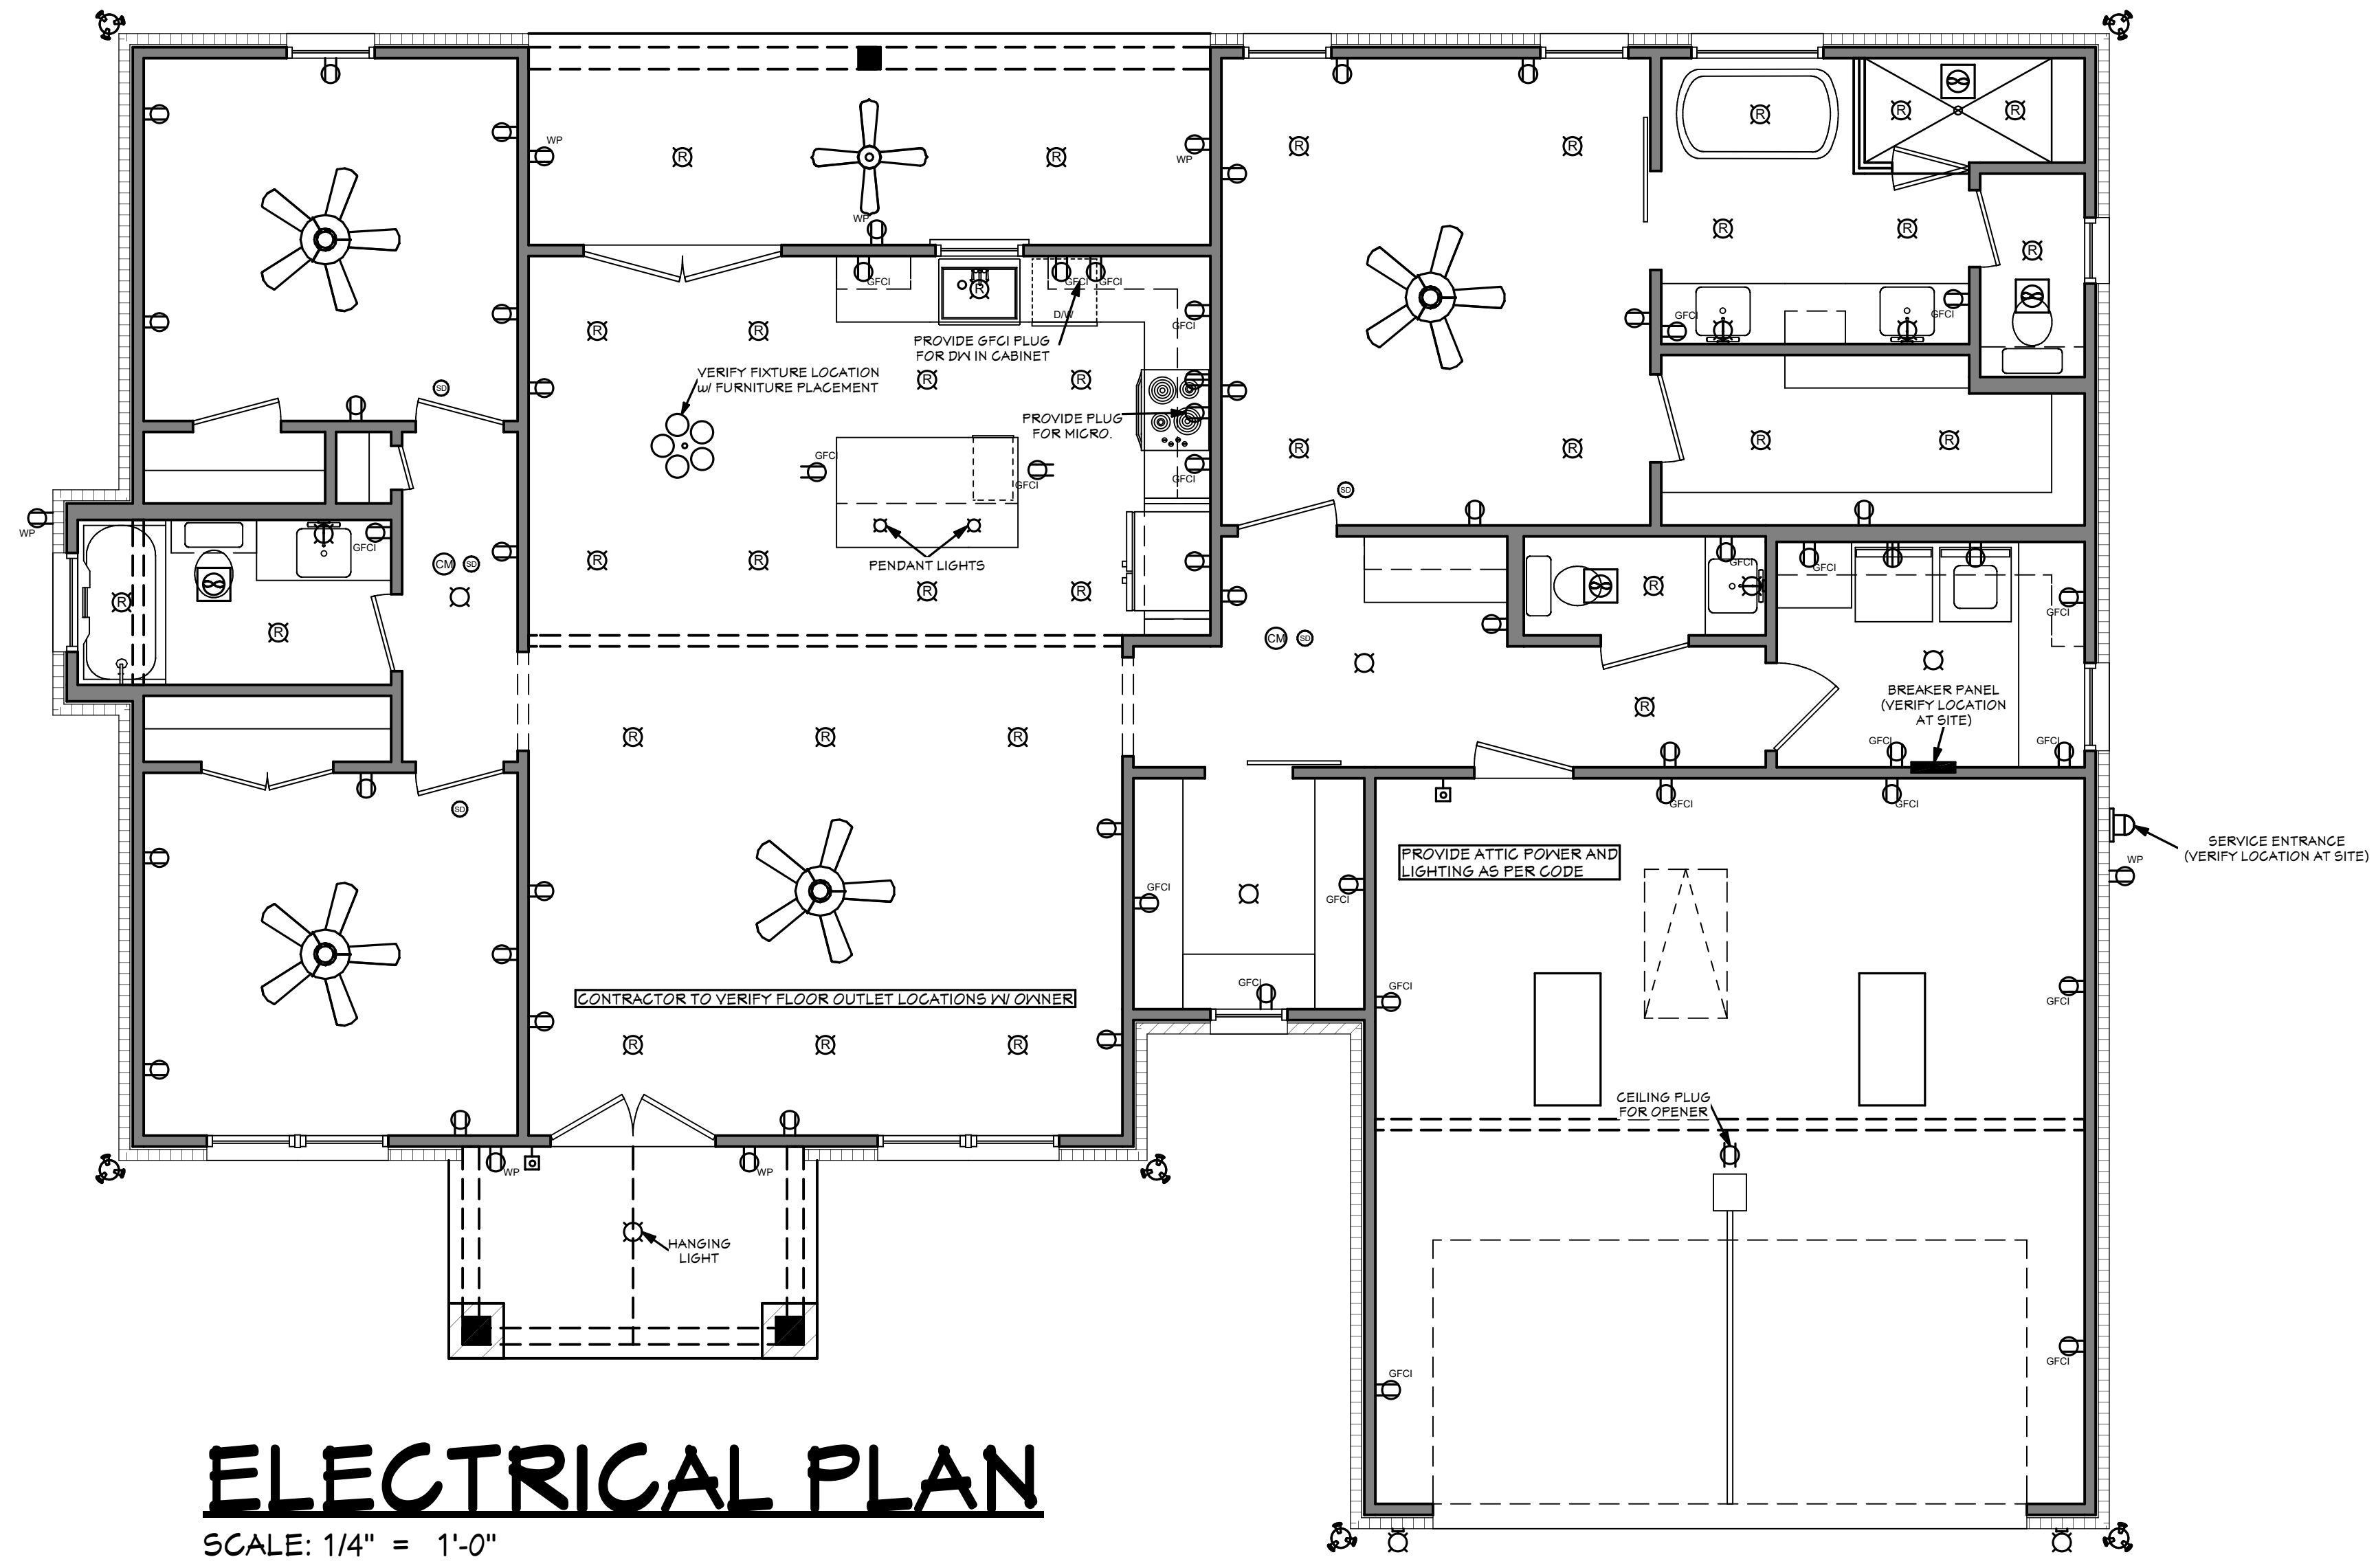 WP
R
R
WP
R
R
R
R
R
WP
R
R
R
GFCI
R
GFCI
GFCI
D/W
GFCI
GFCI
GFCI
R
R
PROVIDE GFCI PLUG
FOR DW IN CABINET
VERIFY FIXTURE LOCATION
W/ FURNITURE PLACEMENT
R
R
R
R
SD
PROVIDE PLUG
FOR MICRO.
R
R
R
R
GFCI
GFCI
GFCI
SD
WP
GFCI
PENDANT LIGHTS
CM
SD
R
R
R
R
R
R
R
GFCI
GFCI
R
GFCI
CM
SD
BREAKER PANEL
(VERIFY LOCATION
AT SITE)
R
R
R
R
GFCI
GFCI
SD
GFCI
GFCI
PROVIDE ATTIC POWER AND
LIGHTING AS PER CODE
SERVICE ENTRANCE
(VERIFY LOCATION AT SITE)
WP
GFCI
GFCI
GFCI
CONTRACTOR TO VERIFY FLOOR OUTLET LOCATIONS W/ OWNER
GFCI
GFCI
R
R
R
CEILING PLUG
FOR OPENER
WP
WP
HANGING
LIGHT
GFCI
GFCI
ELECTRICAL PLAN
SCALE: 1/4" = 1'-0"